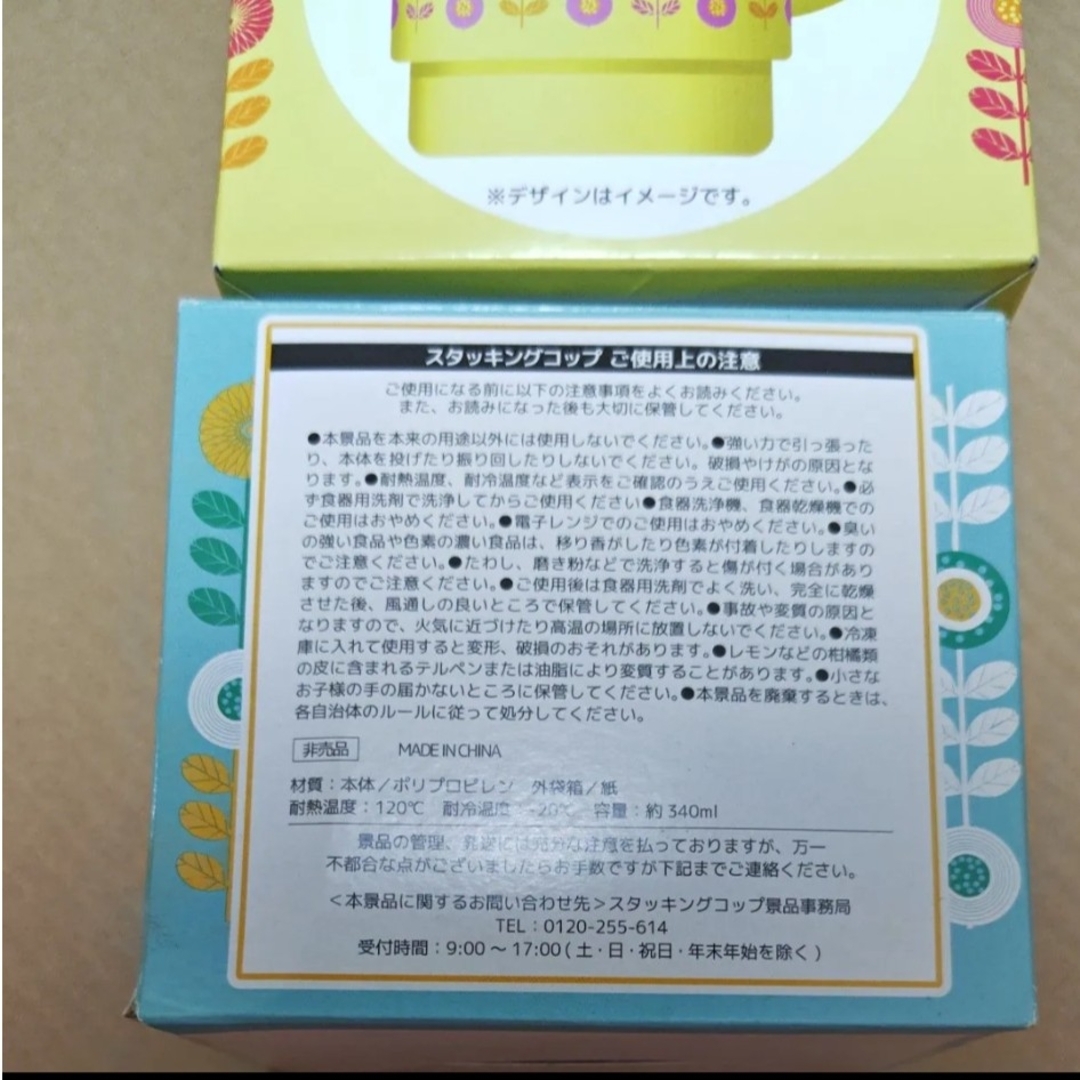 ※デザインはイメージです。
スタッキングコップ ご使用上の注意
ご使用になる前に以下の注意事項をよくお読みください。
また、お読みになった後も大切に保管してください。
●本景品を本来の用途以外には使用しないでください。●強い力で引っ張った
り、本体を投げたり振り回したりしないでください。破損やけがの原因とな
ります。●耐熱温度、耐冷温度など表示をご確認のうえご使用ください。●必
ず食器用洗剤で洗浄してからご使用ください●食器洗浄機、食器乾燥機での
ご使用はおやめください。●電子レンジでのご使用はおやめください。●臭い
の強い食品や色素の濃い食品は、移り香がしたり色素が付着したりしますの
でご注意ください。●たわし、磨き粉などで洗浄すると傷が付く場合があり
ますのでご注意ください。●ご使用後は食器用洗剤でよく洗い、完全に乾燥
させた後、風通しの良いところで保管してください。●事故や変質の原因と
なりますので、火気に近づけたり高温の場所に放置しないでください。●冷凍
庫に入れて使用すると変形、破損のおそれがあります。●レモンなどの柑橘類
の皮に含まれるテルペンまたは油脂により変質することがあります。●小さな
お子様の手の届かないところに保管してください。●本景品を廃棄するときは、
各自治体のルールに従って処分してください。
非売品 MADE IN CHINA
材質：本体／ポリプロピレン 外袋箱／紙
耐熱温度：120℃ 耐冷温度：-20℃ 容量：約 340ml
景品の管理、発送には充分な注意を払っておりますが、万一
不都合な点がございましたらお手数ですが下記までご連絡ください。
＜本景品に関するお問い合わせ先＞スタッキングコップ景品事務局
TEL：0120-255-614
受付時間：9:00 〜 17:00 ( 土・日・祝日・年末年始を除く )